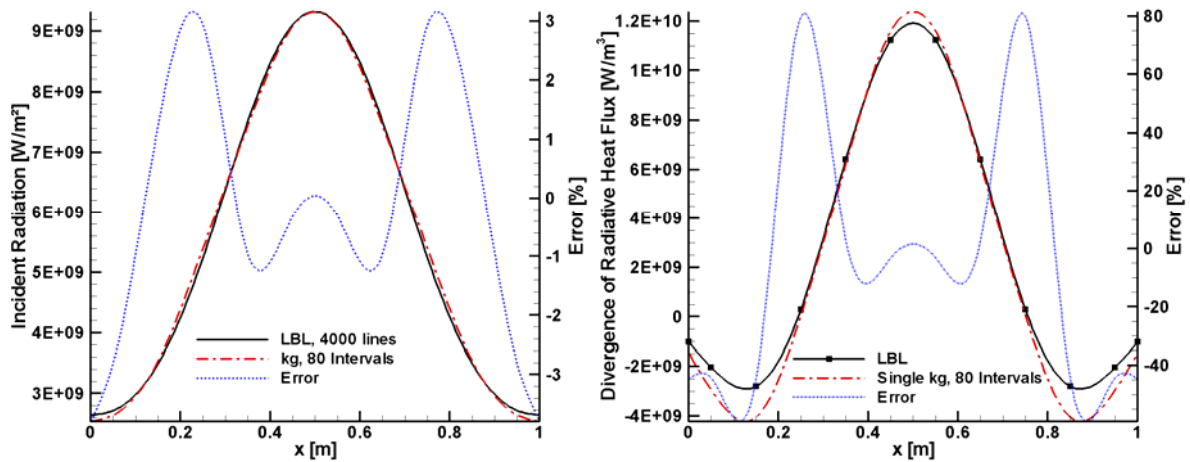 Incident Radiation [W/m²]
9E+09
8E+09
7E+09
6E+09
5E+09
4E+09
3E+09
0
0.2
0.4
0.6
0.8
1
x [m]
3
2
1
0
-1
-2
-3
Error [%]
LBL, 4000 lines
kg, 80 Intervals
Error
Divergence of Radiative Heat Flux [W/m³]
1.2E+10
1E+10
8E+09
6E+09
4E+09
2E+09
0
-2E+09
-4E+09
0
0.2
0.4
0.6
0.8
1
x [m]
80
60
40
20
0
-20
-40
Error [%]
LBL
Single kg, 80 Intervals
Error